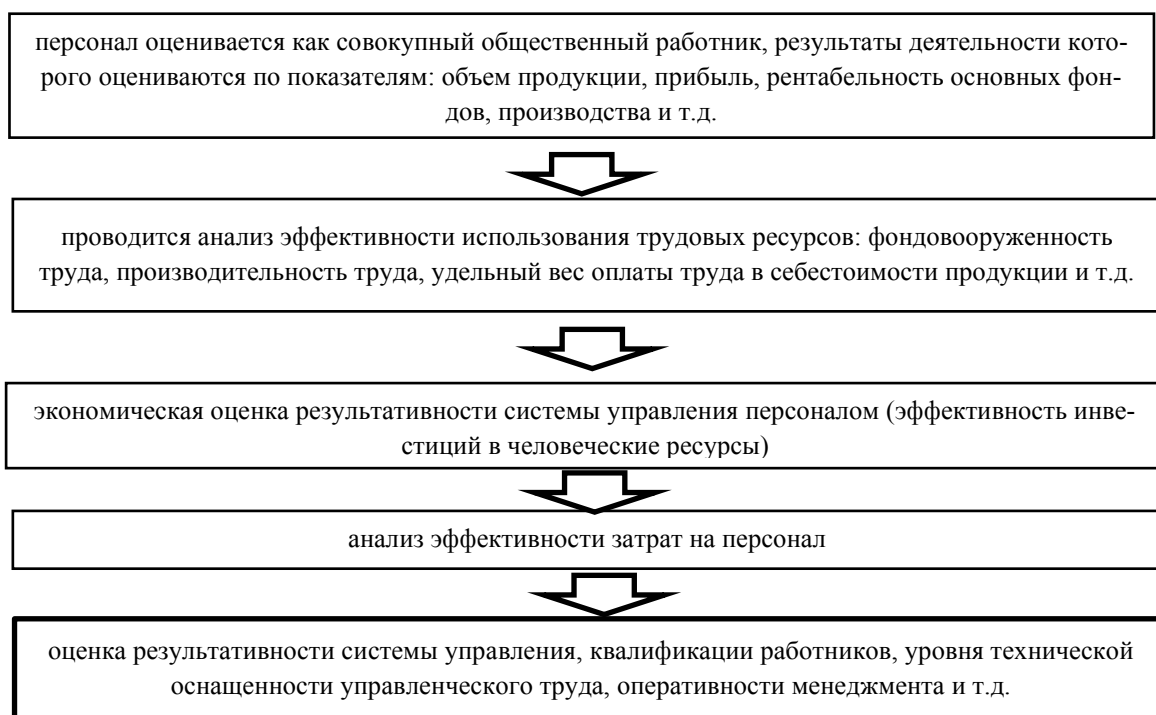 персонал оценивается как совокупный общественный работник, результаты деятельности кото-
рого оцениваются по показателям: объем продукции, прибыль, рентабельность основных фон-
дов, производства и т.д.
проводится анализ эффективности использования трудовых ресурсов: фондовооруженность
труда, производительность труда, удельный вес оплаты труда в себестоимости продукции и т.д.
экономическая оценка результативности системы управления персоналом (эффективность инве-
стиций в человеческие ресурсы)
анализ эффективности затрат на персонал
оценка результативности системы управления, квалификации работников, уровня технической
оснащенности управленческого труда, оперативности менеджмента и т.д.